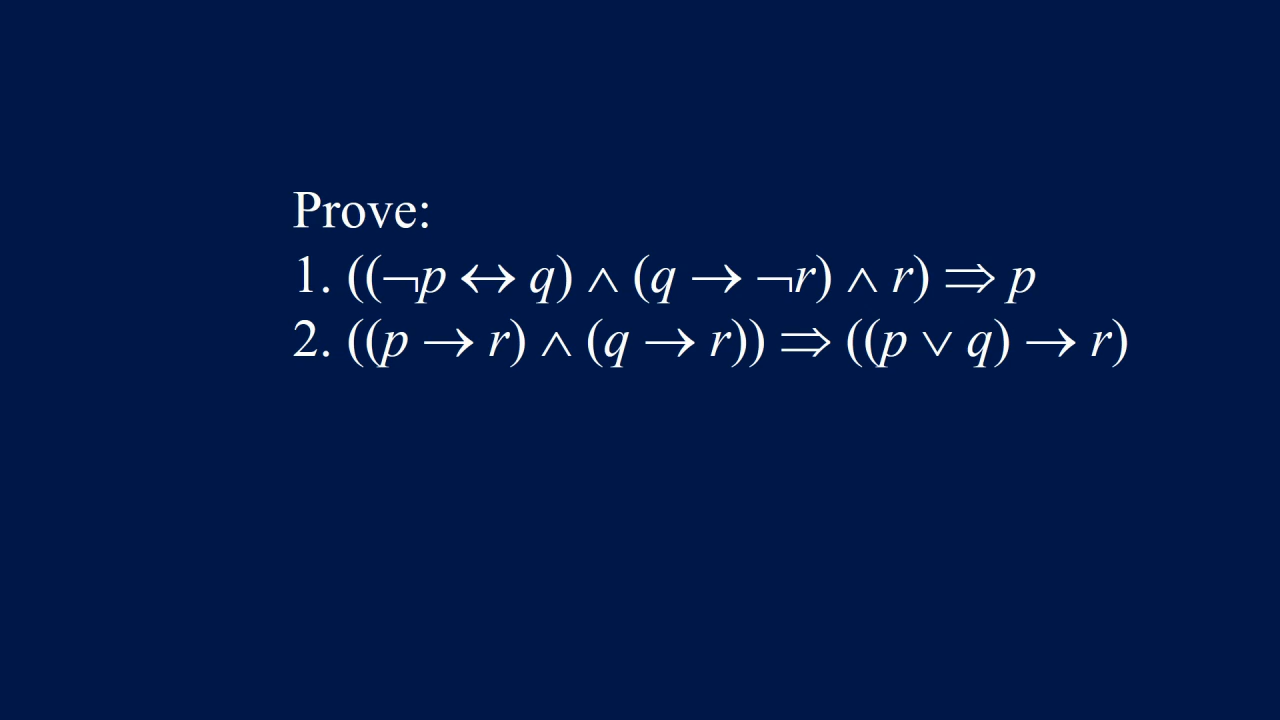 Prove:
1. ((¬p ↔ q) ∧ (q → ¬r) ∧ r) ⇒ p
2. ((p → r) ∧ (q → r)) ⇒ ((p ∨ q) → r)